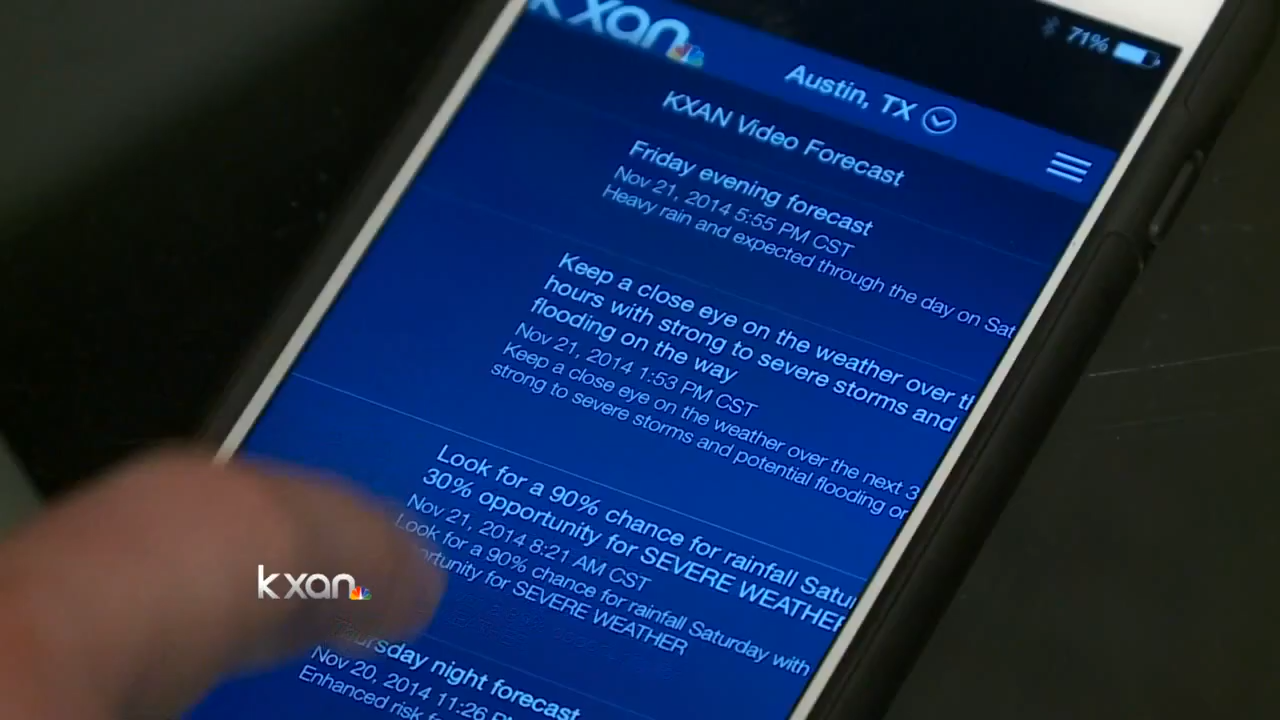 kxan
71%
Austin, TX
KXAN Video Forecast
Friday evening forecast
Nov 21, 2014 5:55 PM CST
Heavy rain and expected through the day on Sat
Keep a close eye on the weather over
hours with strong to severe storms and
flooding on the way
Nov 21, 2014 1:53 PM CST
Keep a close eye on the weather over the next 3
strong to severe storms and potential flooding or
Look for a 90% chance for rainfall
30% opportunity for SEVERE WEATHER
Nov 21, 2014 8:21 AM CST
Look for a 90% chance for rainfall Saturday with
for SEVERE WEATHER
kxan
night forecast
Nov 20, 2014 11:26
Enhanced risk